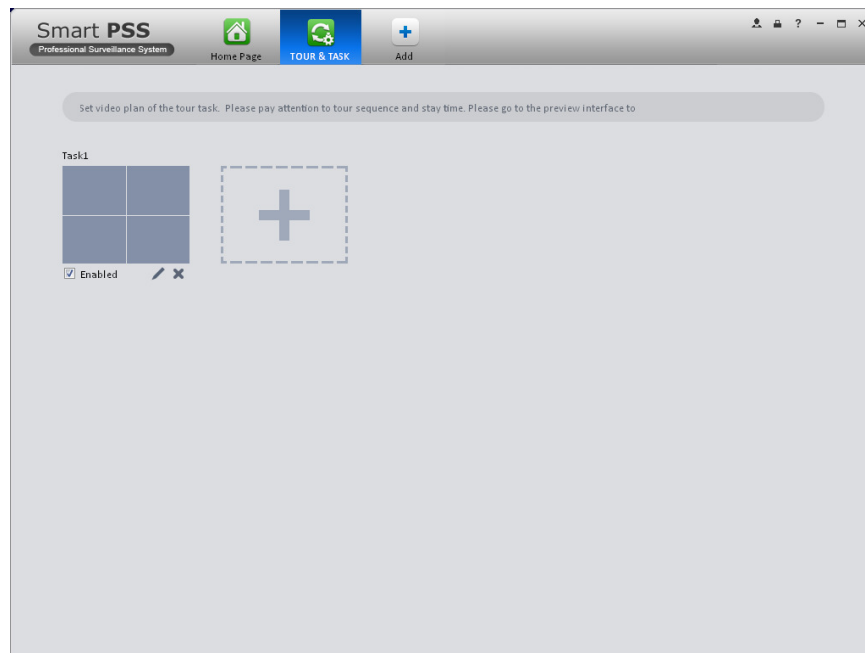 Smart PSS
Professional Surveillance System
Home Page
TOUR & TASK
Add
Set video plan of the tour task. Please pay attention to tour sequence and stay time. Please go to the preview interface to
Task1
Enabled